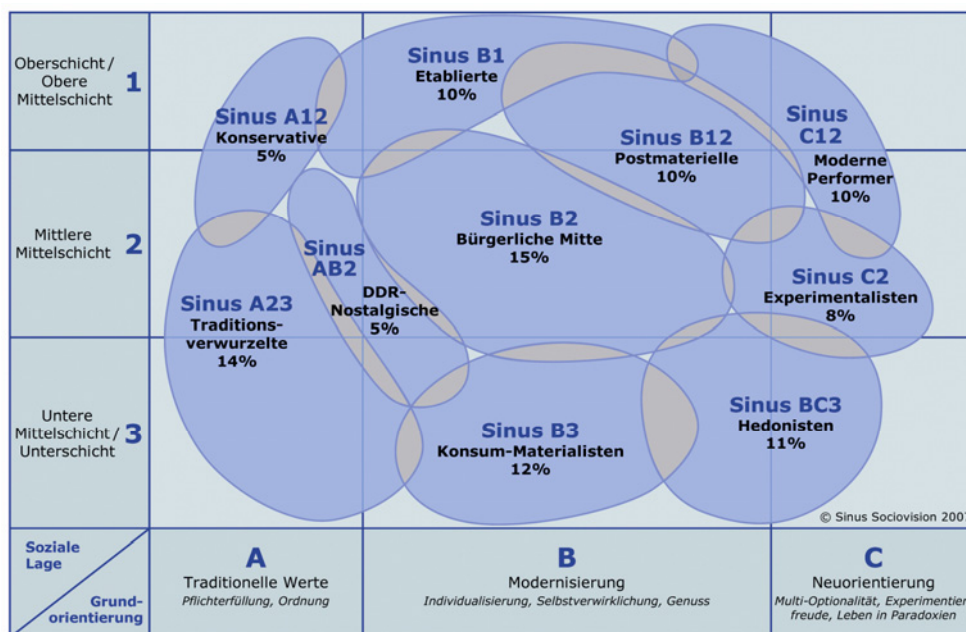 Oberschicht /
Obere
Mittelschicht
1
Sinus B1
Etablierte
10%
Sinus A12
Konservative
5%
Sinus B12
Postmaterielle
10%
Sinus
C12
Moderne
Performer
10%
Mittlere
Mittelschicht
2
Sinus
AB2
DDR-
Nostalgische
5%
Sinus B2
Bürgerliche Mitte
15%
Sinus C2
Experimentalisten
8%
Sinus A23
Traditions-
verwurzelte
14%
Untere
Mittelschicht /
Unterschicht
3
Sinus B3
Konsum-Materialisten
12%
Sinus BC3
Hedonisten
11%
© Sinus Sociovision 2007
Soziale
Lage
Grund-
orientierung
A
Traditionelle Werte
Pflichterfüllung, Ordnung
B
Modernisierung
Individualisierung, Selbstverwirklichung, Genuss
C
Neuorientierung
Multi-Optionalität, Experimentier-
freude, Leben in Paradoxien